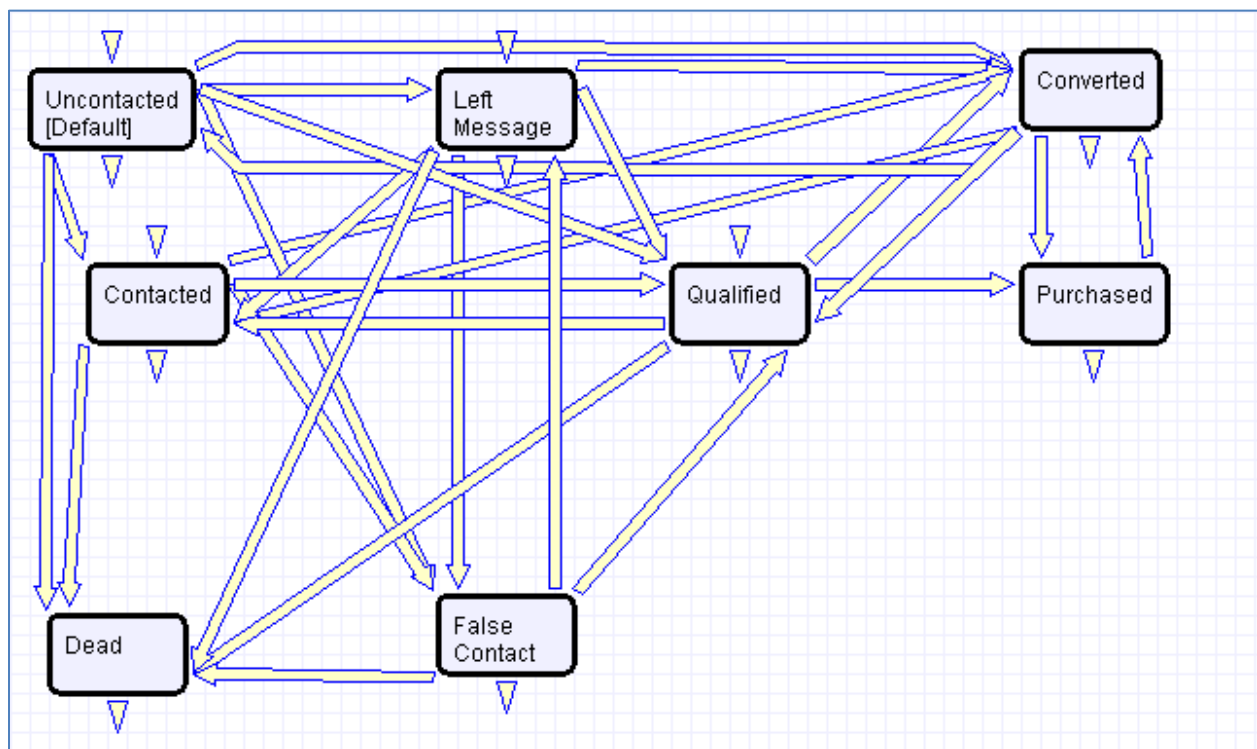 Uncontacted
[Default]
Left
Message
Converted
Contacted
Qualified
Purchased
Dead
False
Contact